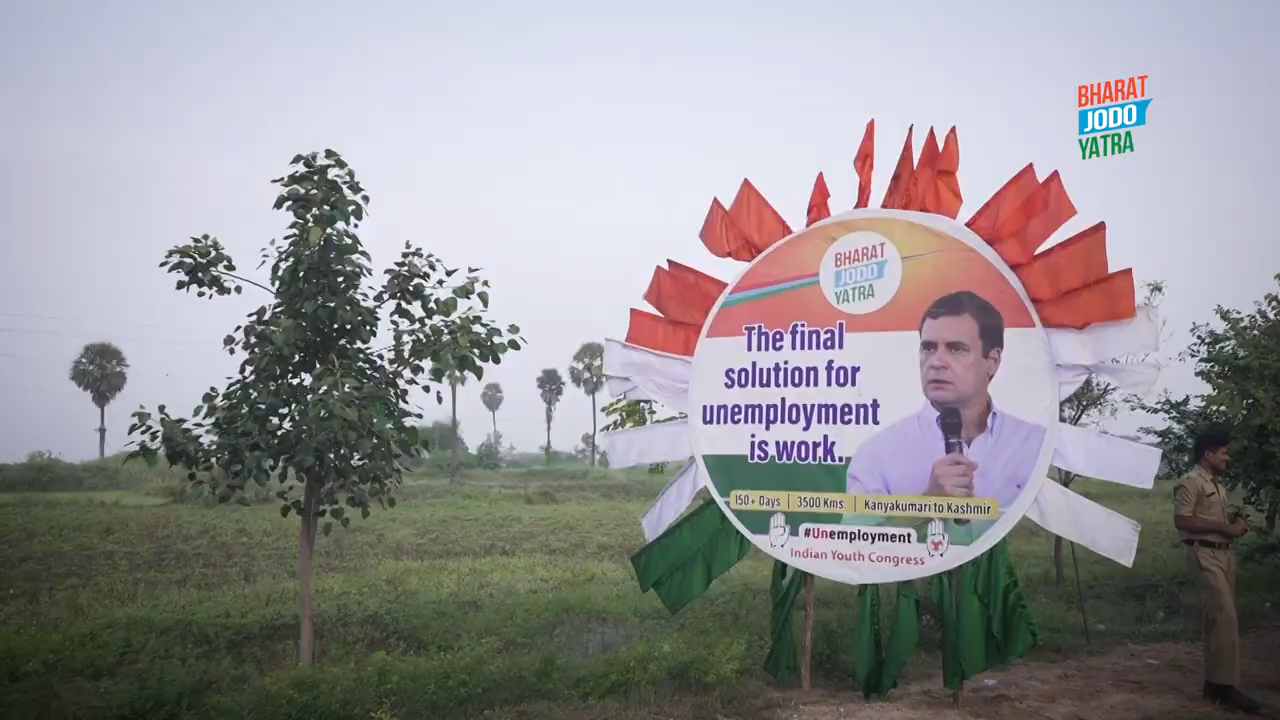 BHARAT
JODO
YATRA
BHARAT
JODO
YATRA
The final
solution for
unemployment
is work.
150+ Days | 3500 Kms. | Kanyakumari to Kashmir
#Unemployment
Indian Youth Congress